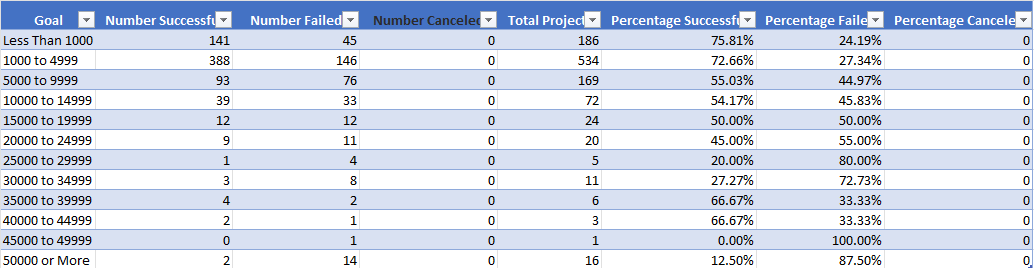 Goal Number Successfu Number Failed Number Canceled Total Project Percentage Successfu Percentage Faile Percentage Cancele
Less Than 1000 141 45 0 186 75.81% 24.19% 0
1000 to 4999 388 146 0 534 72.66% 27.34% 0
5000 to 9999 93 76 0 169 55.03% 44.97% 0
10000 to 14999 39 33 0 72 54.17% 45.83% 0
15000 to 19999 12 12 0 24 50.00% 50.00% 0
20000 to 24999 9 11 0 20 45.00% 55.00% 0
25000 to 29999 1 4 0 5 20.00% 80.00% 0
30000 to 34999 3 8 0 11 27.27% 72.73% 0
35000 to 39999 4 2 0 6 66.67% 33.33% 0
40000 to 44999 2 1 0 3 66.67% 33.33% 0
45000 to 49999 0 1 0 1 0.00% 100.00% 0
50000 or More 2 14 0 16 12.50% 87.50% 0